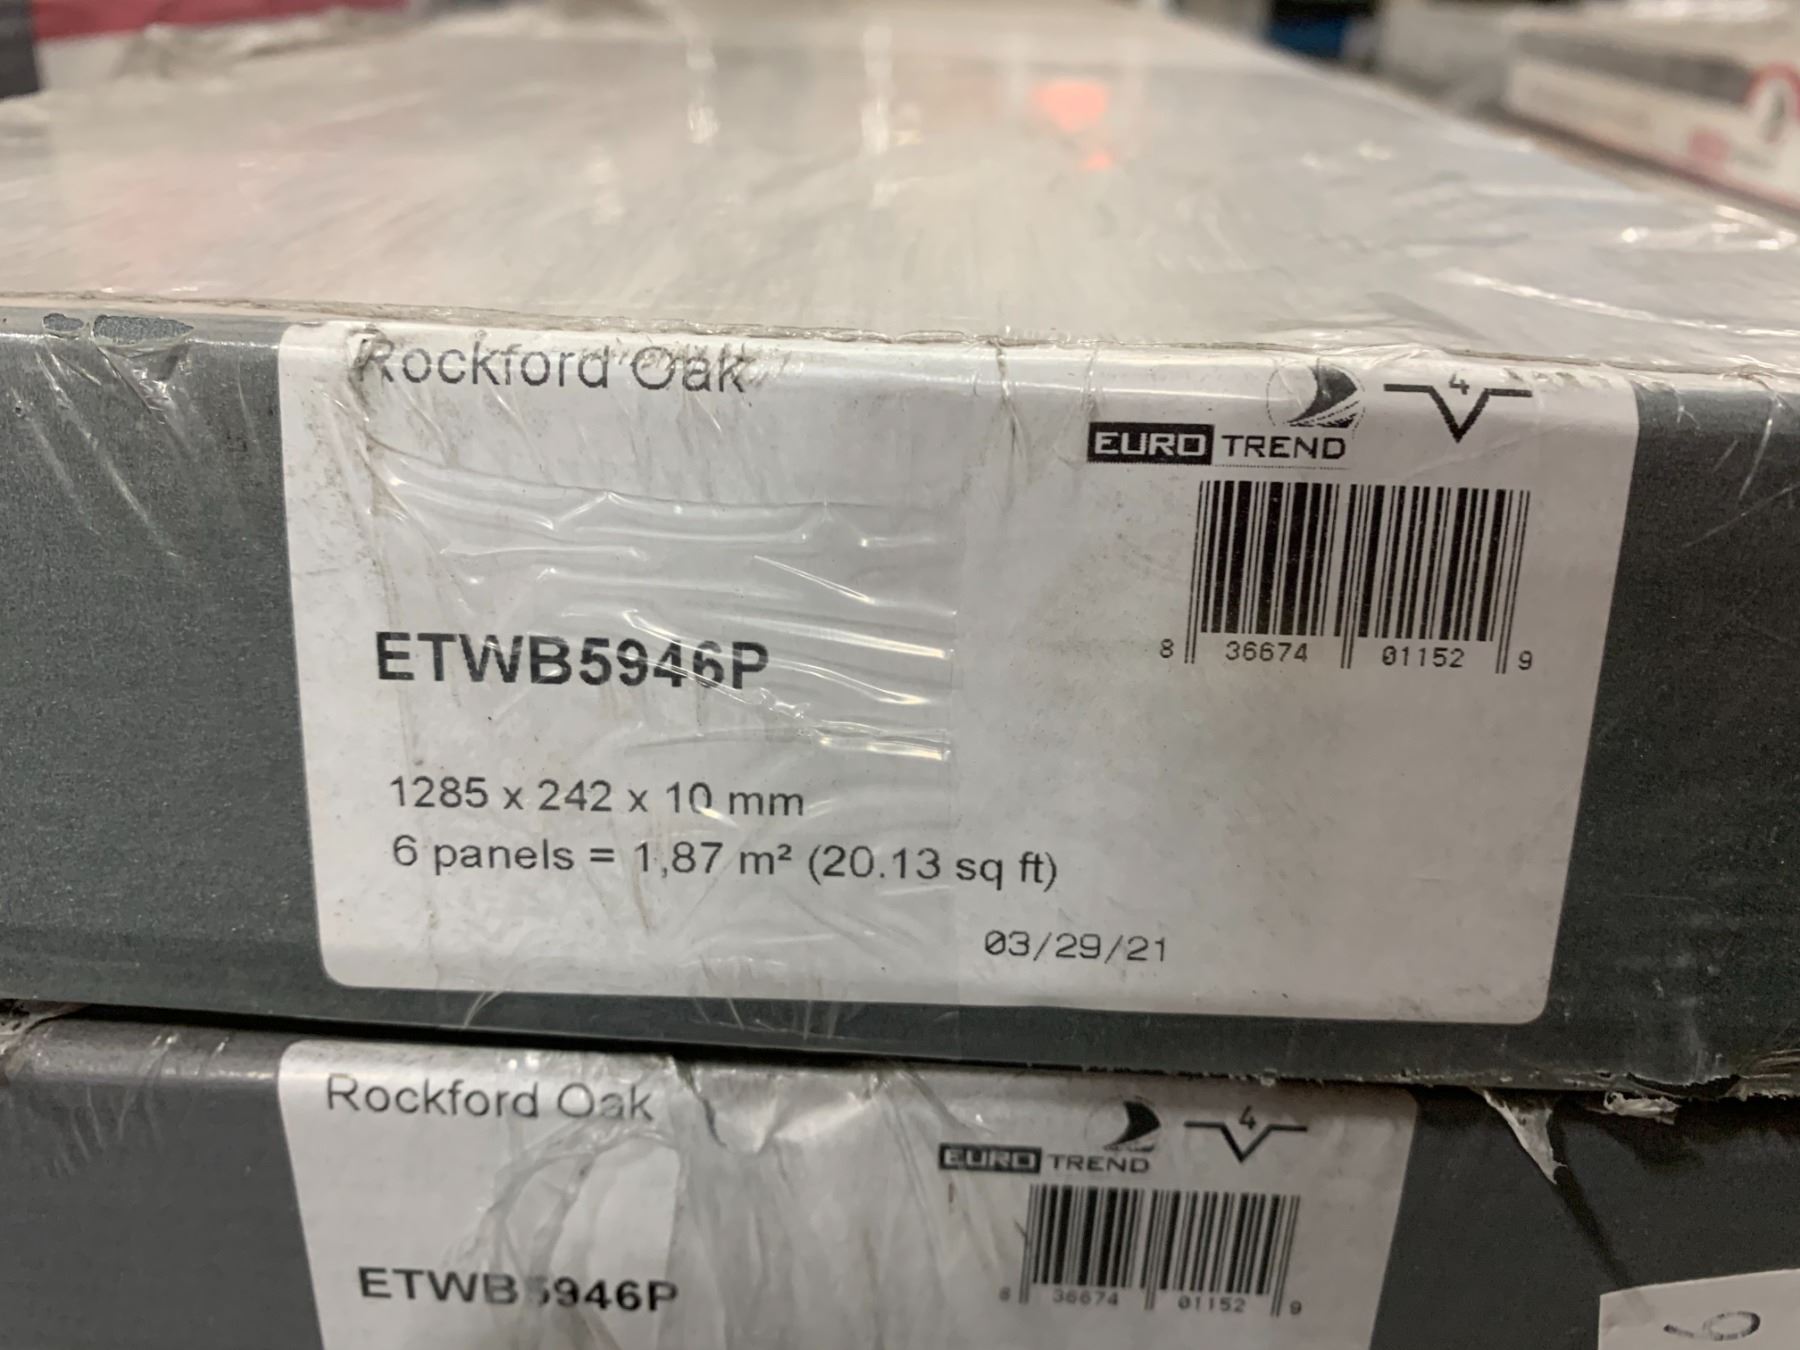 Rockford Oak
4
EURO TREND
8 36674 01152 9
ETWB5946P
1285 x 242 x 10 mm
6 panels = 1,87 m² (20.13 sq ft)
03/29/21
Rockford Oak
4
EURO TREND
8 36674 01152 9
ETWB5946P